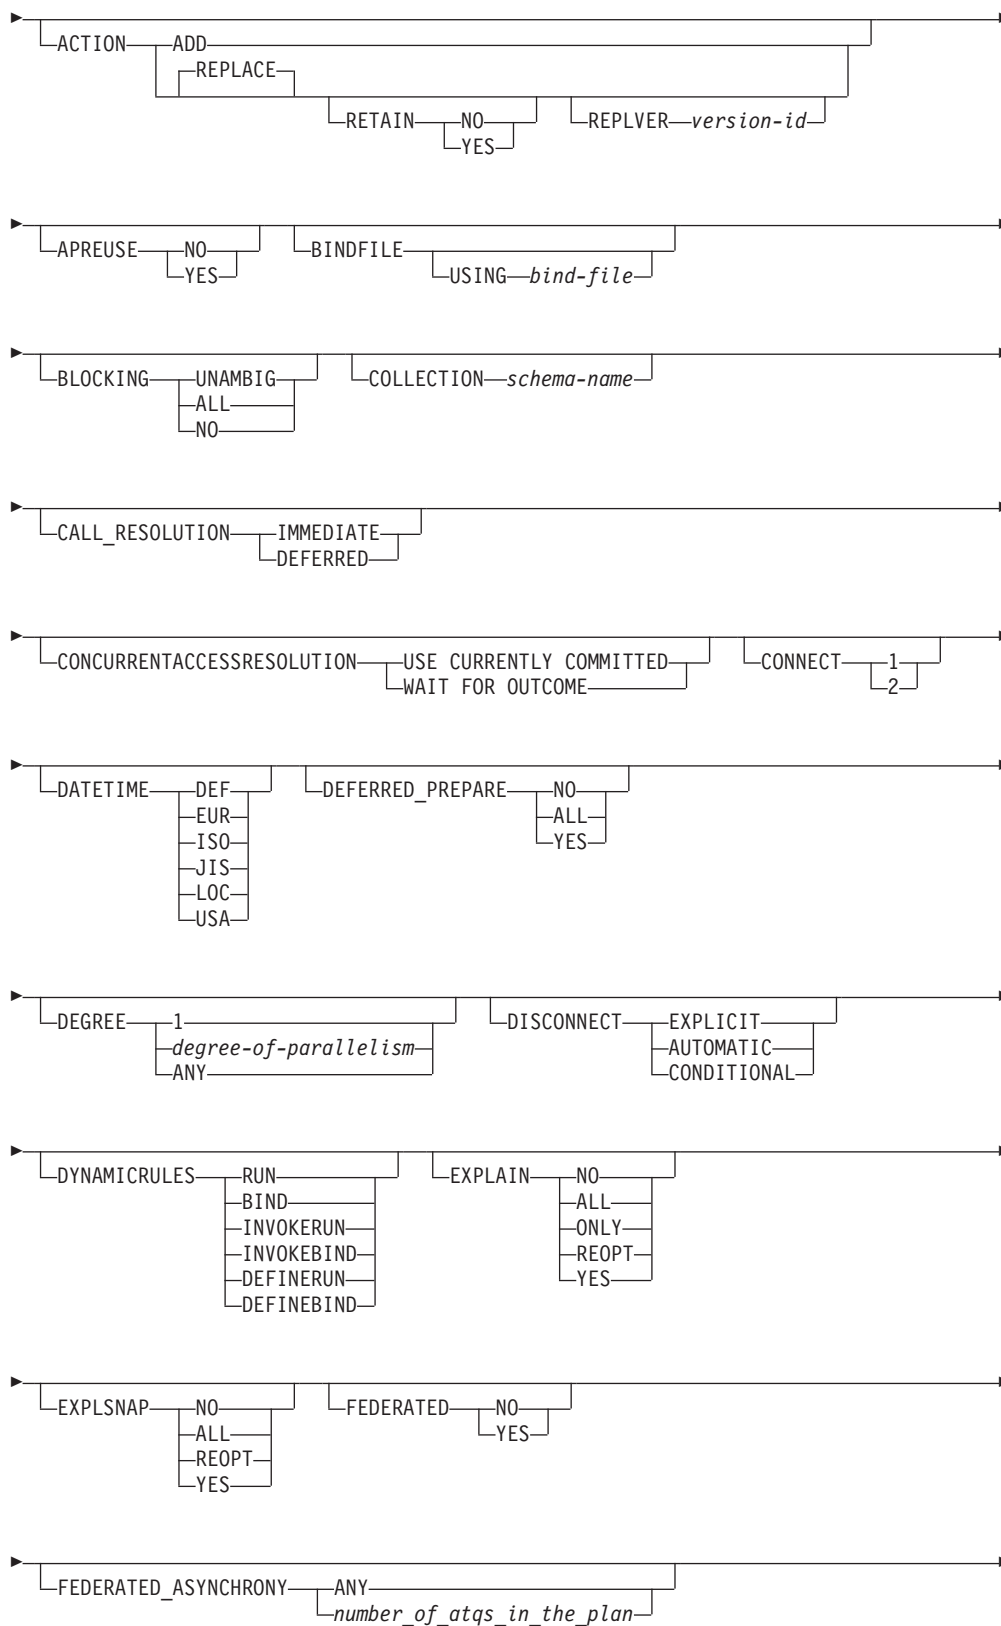 ACTION ADD
REPLACE
RETAIN NO REPLVER version-id
YES
APREUSE NO BINDFILE
YES USING bind-file
BLOCKING UNAMBIG COLLECTION schema-name
ALL
NO
CALL_RESOLUTION IMMEDIATE
DEFERRED
CONCURRENTACCESSRESOLUTION USE CURRENTLY COMMITTED CONNECT 1
WAIT FOR OUTCOME 2
DATETIME DEF DEFERRED_PREPARE NO
EUR ALL
ISO YES
JIS
LOC
USA
DEGREE 1 DISCONNECT EXPLICIT
degree-of-parallelism AUTOMATIC
ANY CONDITIONAL
DYNAMICRULES RUN EXPLAIN NO
BIND ALL
INVOKERUN ONLY
INVOKEBIND REOPT
DEFINERUN YES
DEFINEBIND
EXPLSNAP NO FEDERATED NO
ALL YES
REOPT
YES
FEDERATED_ASYNCHRONY ANY
number_of_atqs_in_the_plan